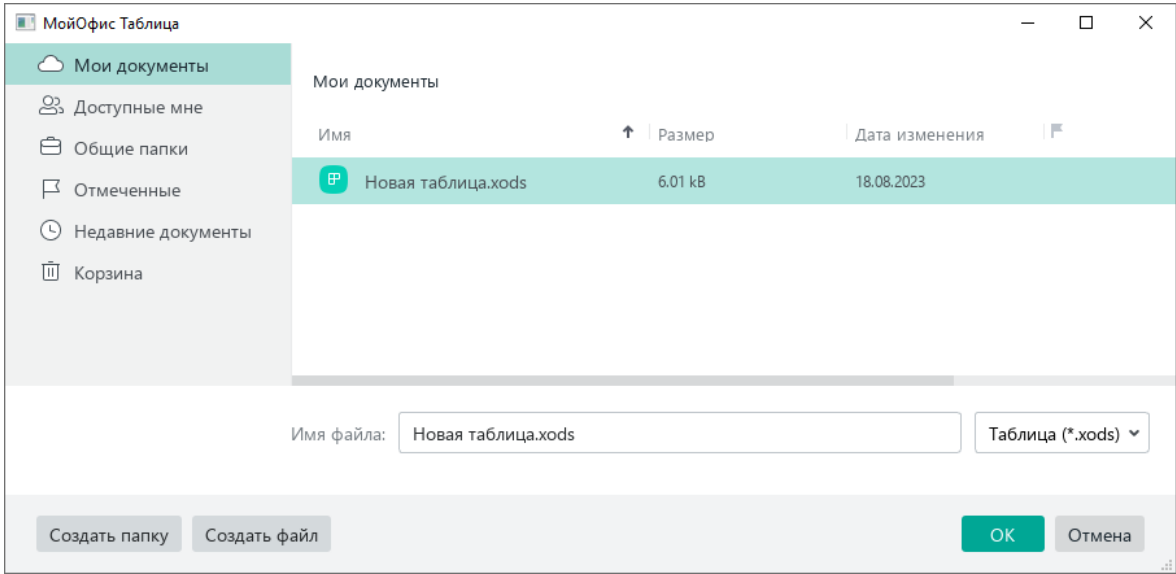 МойОфис Таблица
Мои документы
Доступные мне
Общие папки
Отмеченные
Недавние документы
Корзина
Мои документы
Имя Размер Дата изменения
Новая таблица.xods 6.01 kB 18.08.2023
Имя файла: Новая таблица.xods Таблица (*.xods)
Создать папку Создать файл ОК Отмена